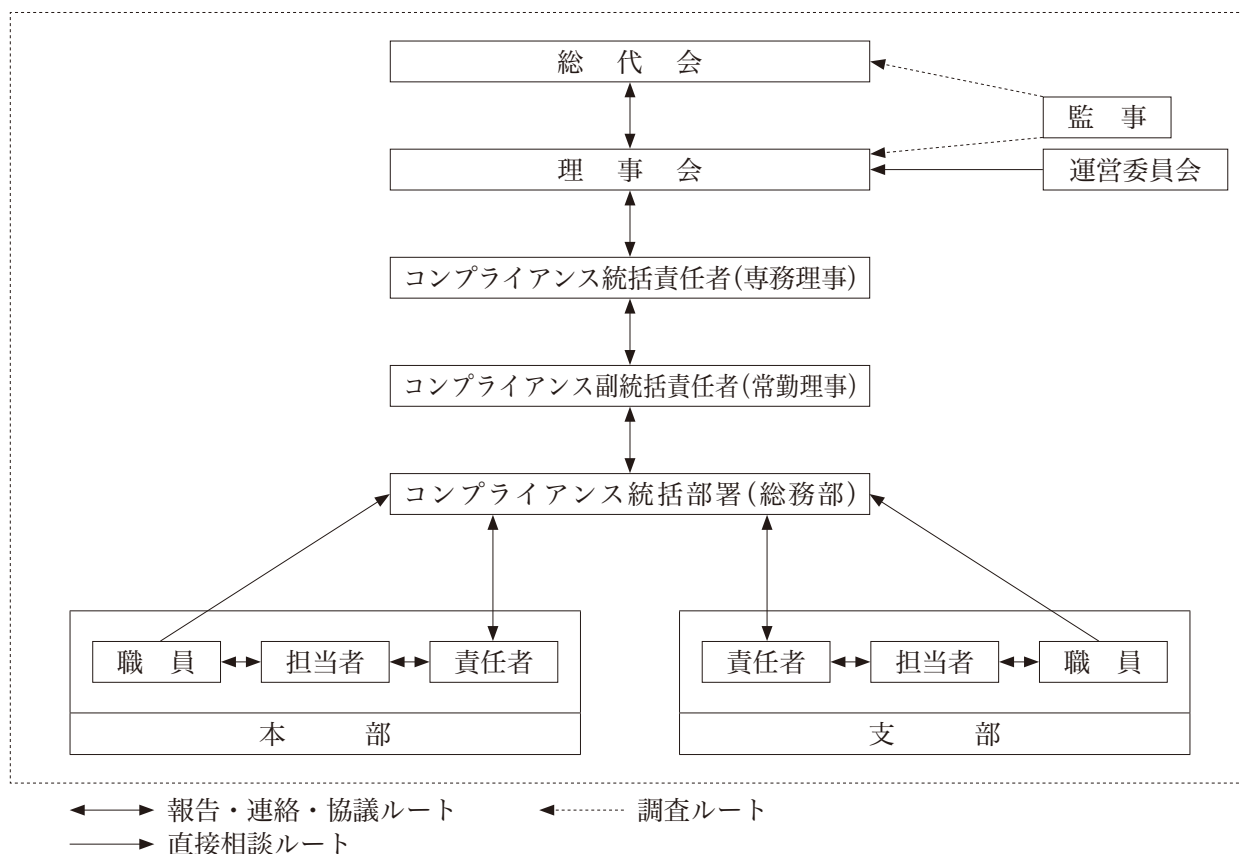 総　代　会
監　事
理　事　会
運営委員会
コンプライアンス統括責任者(専務理事)
コンプライアンス副統括責任者(常勤理事)
コンプライアンス統括部署(総務部)
職　員
担当者
責任者
本　　部
責任者
担当者
職　員
支　　部
報告・連絡・協議ルート
調査ルート
直接相談ルート